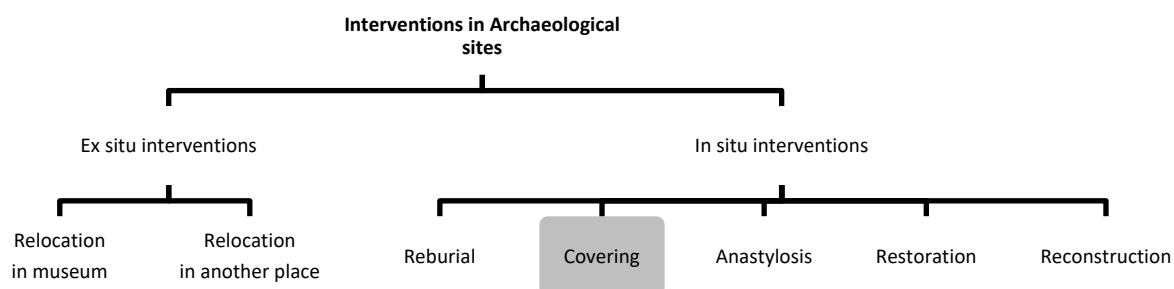 Interventions in Archaeological
sites
Ex situ interventions
In situ interventions
Relocation
in museum
Relocation
in another place
Reburial
Covering
Anastylosis
Restoration
Reconstruction